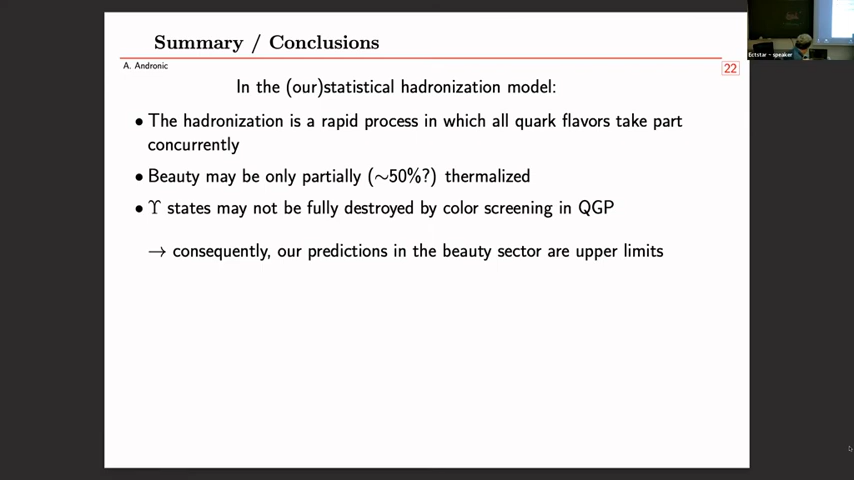 Summary / Conclusions
A. Andronic
22
In the (our)statistical hadronization model:
• The hadronization is a rapid process in which all quark flavors take part
concurrently
• Beauty may be only partially (∼50%?) thermalized
• ϒ states may not be fully destroyed by color screening in QGP
→ consequently, our predictions in the beauty sector are upper limits
Ectstar - speaker